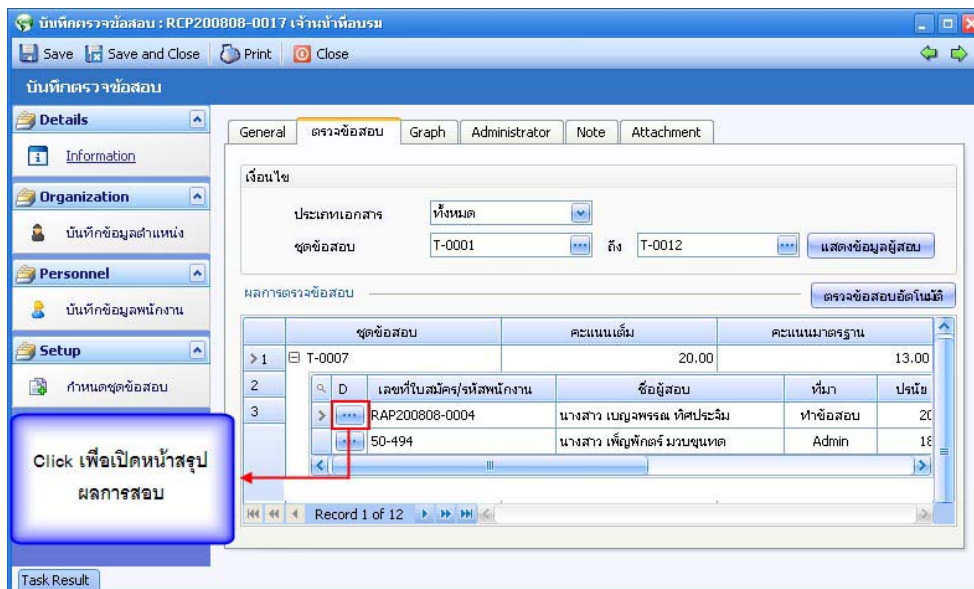 บันทึกตรวจข้อสอบ : RCP200808-0017 เจ้าหน้าที่อบรม
Save Save and Close Print Close
บันทึกตรวจข้อสอบ
Details
Information
Organization
บันทึกข้อมูลตำแหน่ง
Personnel
บันทึกข้อมูลพนักงาน
Setup
กำหนดชุดข้อสอบ
General ตรวจข้อสอบ Graph Administrator Note Attachment
เงื่อนไข
ประเภทเอกสาร ทั้งหมด
ชุดข้อสอบ T-0001 ถึง T-0012 แสดงข้อมูลผู้สอบ
ผลการตรวจข้อสอบ ตรวจข้อสอบอัตโนมัติ
ชุดข้อสอบ คะแนนเต็ม คะแนนมาตรฐาน
1 T-0007 20.00 13.00
2 D เลขที่ใบสมัคร/รหัสพนักงาน ชื่อผู้สอบ ที่มา ปรนัย
3 RAP200808-0004 นางสาว เบญจพรรณ ทิศประจิม ทำข้อสอบ 20
50-494 นางสาว เพ็ญพักตร์ มวบขุนทด Admin 18
Record 1 of 12
Click เพื่อเปิดหน้าสรุป
ผลการสอบ
Task Result